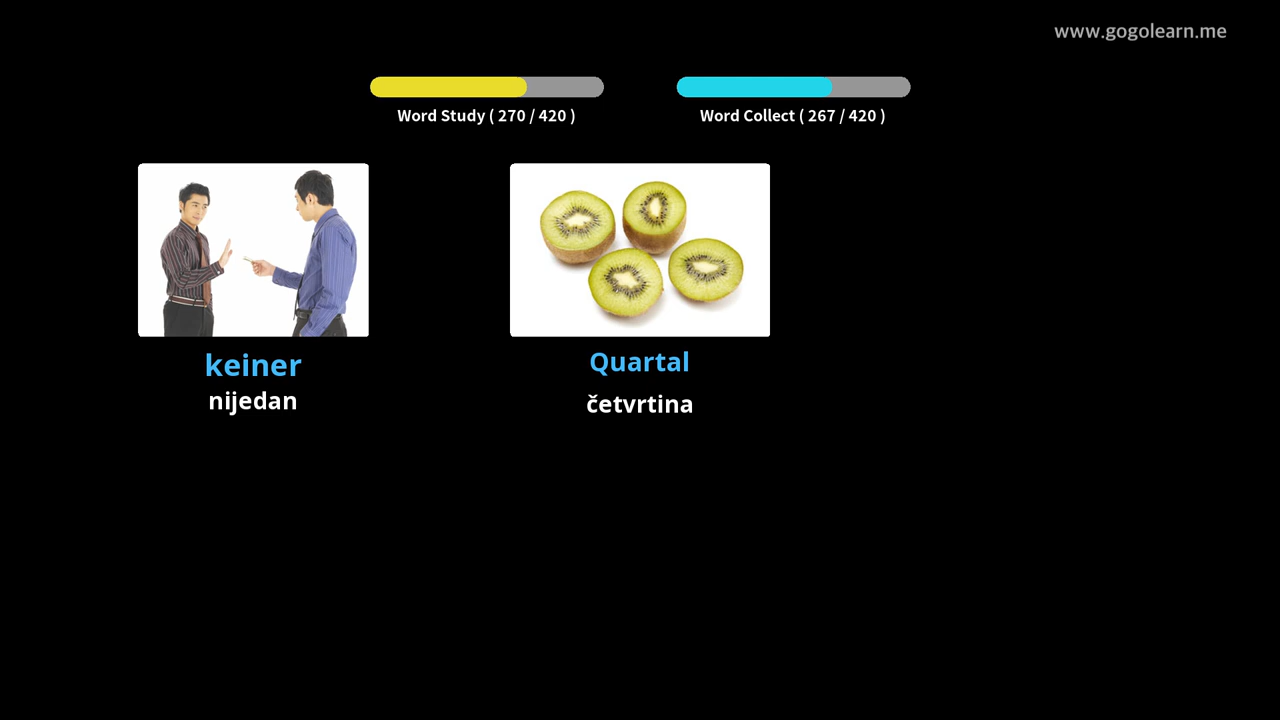 www.gogolearn.me
Word Study ( 270 / 420 )
Word Collect ( 267 / 420 )
keiner
nijedan
Quartal
četvrtina